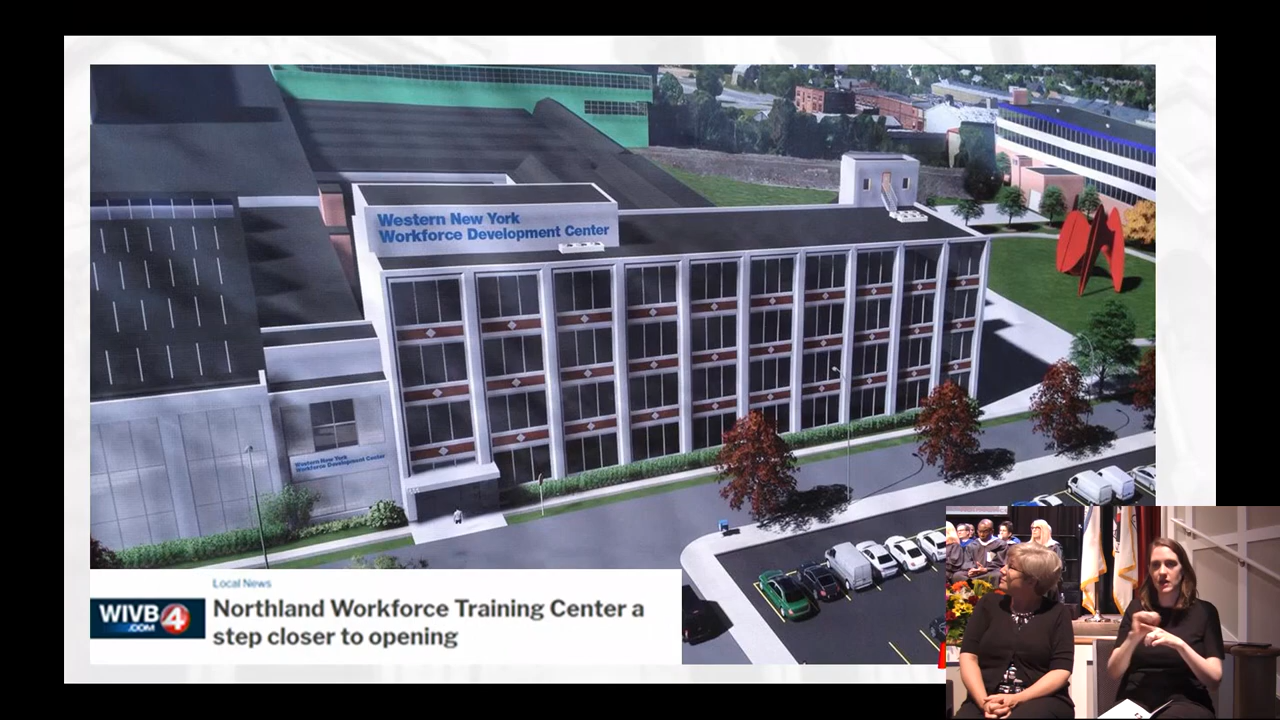 Western New York
Workforce Development Center
Western New York
Workforce Development Center
Local News
WIVB 4
.COM
Northland Workforce Training Center a
step closer to opening